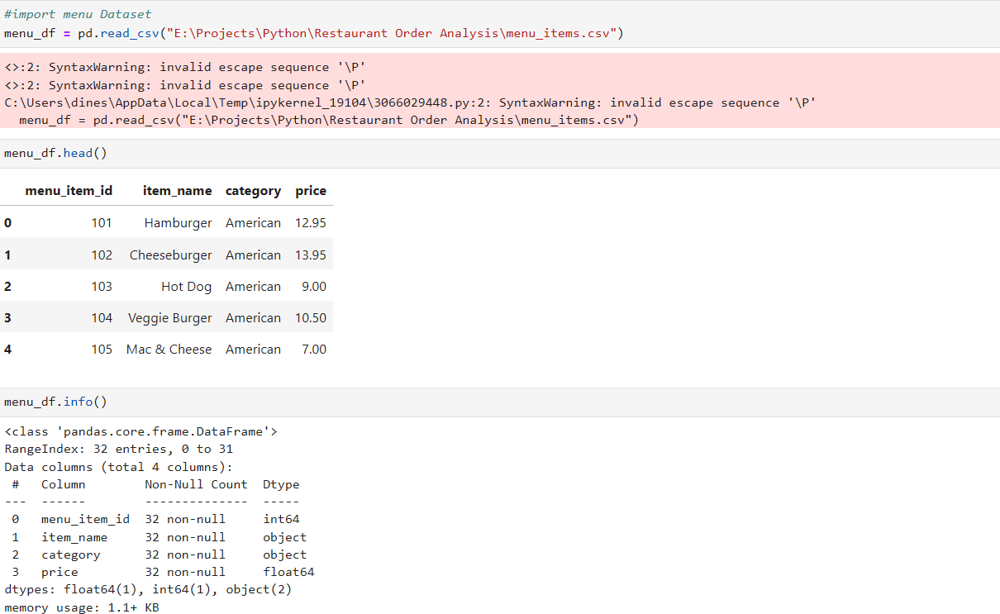 #import menu Dataset
menu_df = pd.read_csv("E:\Projects\Python\Restaurant Order Analysis\menu_items.csv")
<>:2: SyntaxWarning: invalid escape sequence '\P'
<>:2: SyntaxWarning: invalid escape sequence '\P'
C:\Users\dines\AppData\Local\Temp\ipykernel_19104\3066029448.py:2: SyntaxWarning: invalid escape sequence '\P'
  menu_df = pd.read_csv("E:\Projects\Python\Restaurant Order Analysis\menu_items.csv")
menu_df.head()
menu_item_id item_name category price
0 101 Hamburger American 12.95
1 102 Cheeseburger American 13.95
2 103 Hot Dog American 9.00
3 104 Veggie Burger American 10.50
4 105 Mac & Cheese American 7.00
menu_df.info()
<class 'pandas.core.frame.DataFrame'>
RangeIndex: 32 entries, 0 to 31
Data columns (total 4 columns):
 #   Column        Non-Null Count  Dtype
---  ------        --------------  -----
 0   menu_item_id  32 non-null     int64
 1   item_name     32 non-null     object
 2   category      32 non-null     object
 3   price         32 non-null     float64
dtypes: float64(1), int64(1), object(2)
memory usage: 1.1+ KB